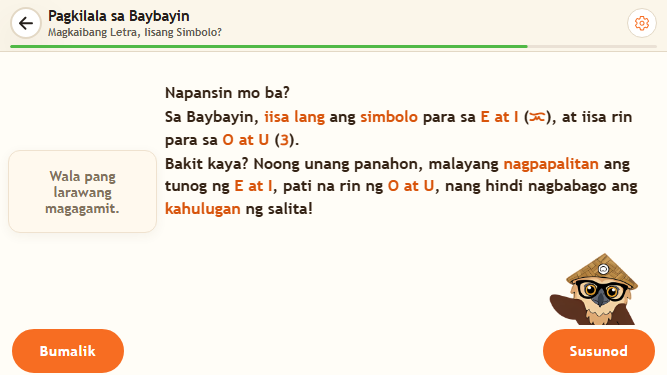 Pagkilala sa Baybayin
Magkaibang Letra, Iisang Simbolo?
Napansin mo ba?
Sa Baybayin, iisa lang ang simbolo para sa E at I (ᜁ), at iisa rin
para sa O at U (ᜂ).
Bakit kaya? Noong unang panahon, malayang nagpapalitan ang
tunog ng E at I, pati na rin ng O at U, nang hindi nagbabago ang
kahulugan ng salita!
Wala pang
larawang
magagamit.
Bumalik
Susunod